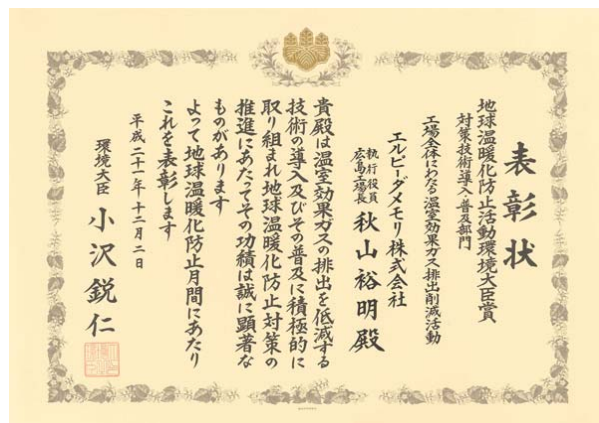 表彰状
地球温暖化防止活動環境大臣賞
対策技術導入・普及部門
工場全体にわたる温室効果ガス排出削減活動
エルピーダメモリ株式会社
執行役員
広島工場長
秋山裕明殿
貴殿は温室効果ガスの排出を低減する
技術の導入及びその普及に積極的に
取り組まれ地球温暖化防止対策の
推進にあたってその功績は誠に顕著な
ものがあります
よって地球温暖化防止月間にあたり
これを表彰します
平成二十一年十二月二日
環境大臣 小沢鋭仁